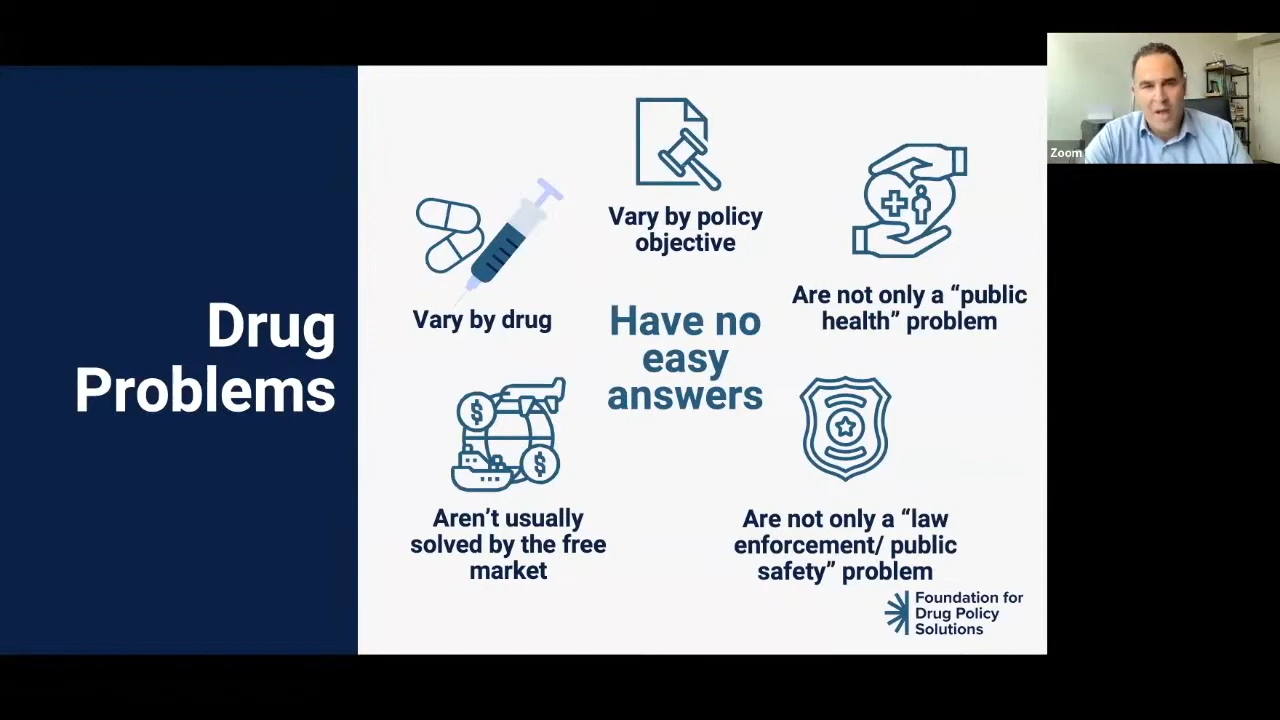 Drug
Problems
Vary by policy
objective
Vary by drug
Are not only a “public
health” problem
Have no
easy
answers
$
$
Aren’t usually
solved by the free
market
Are not only a “law
enforcement/ public
safety” problem
Foundation for
Drug Policy
Solutions
Zoom